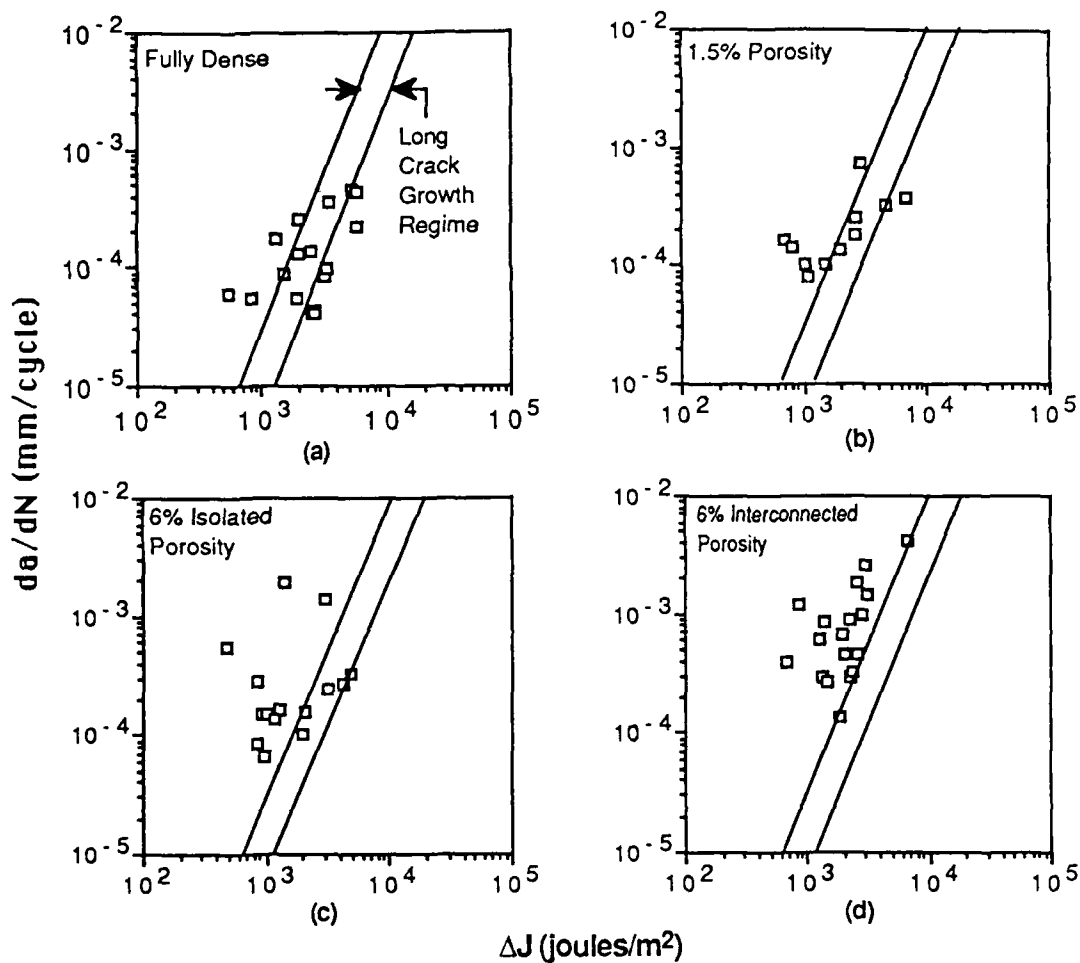 da/dN (mm/cycle)
10-2
10-3
10-4
10-5
Fully Dense
Long
Crack
Growth
Regime
10² 10³ 10⁴ 10⁵
(a)
10-2
10-3
10-4
10-5
1.5% Porosity
10² 10³ 10⁴ 10⁵
(b)
10-2
10-3
10-4
10-5
6% Isolated
Porosity
10² 10³ 10⁴ 10⁵
(c)
10-2
10-3
10-4
10-5
6% Interconnected
Porosity
10² 10³ 10⁴ 10⁵
(d)
ΔJ (joules/m²)